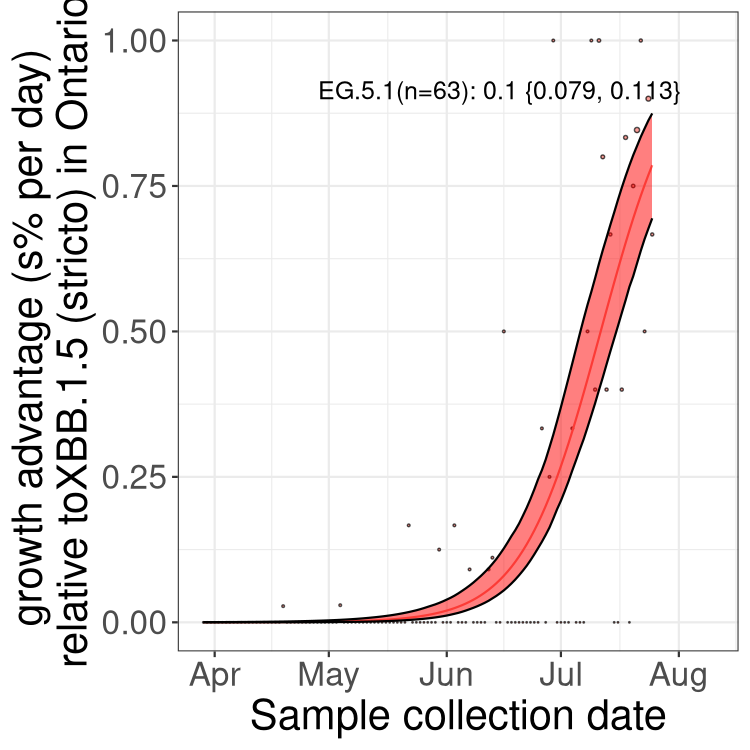 growth advantage (s% per day)
relative toXBB.1.5 (stricto) in Ontario
1.00
0.75
0.50
0.25
0.00
EG.5.1(n=63): 0.1 {0.079, 0.113}
Apr May Jun Jul Aug
Sample collection date